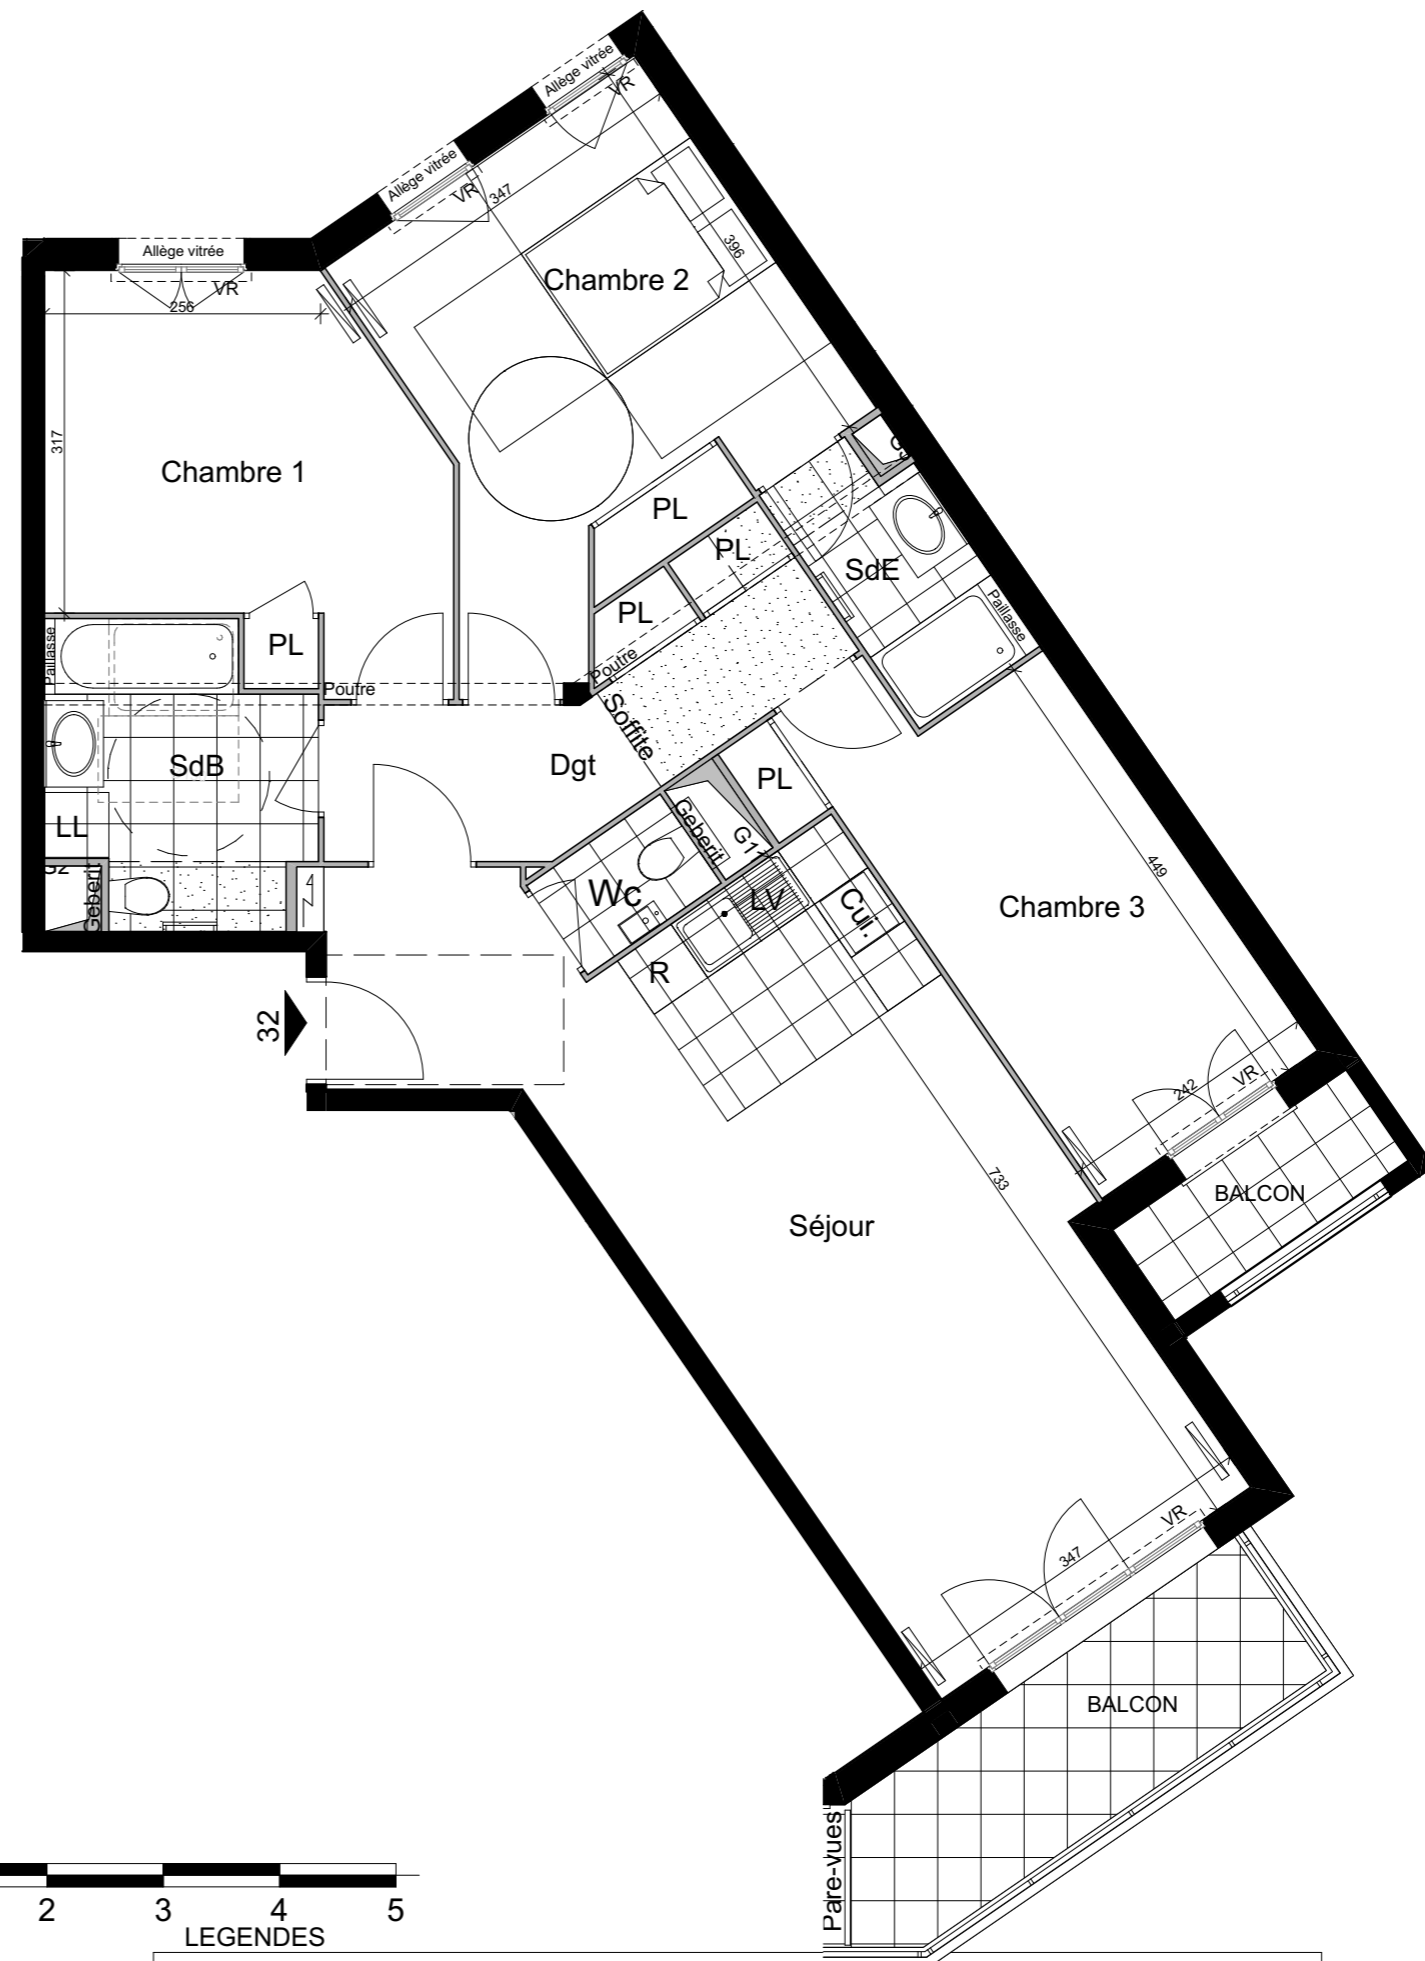 Allège vitrée
VR
Allège vitrée
VR
347
396
Chambre 2
Allège vitrée
VR
256
317
Chambre 1
PL
PL
PL
SdE
Paillasse
Paillasse
PL
Poutre
Poutre
Soffite
SdB
Dgt
PL
LL
Geberit
Geberit
G1
Wc
LV
Cui.
R
449
Chambre 3
32
242
VR
BALCON
733
Séjour
VR
347
BALCON
Pare-vues
2 3 4 5
LEGENDES